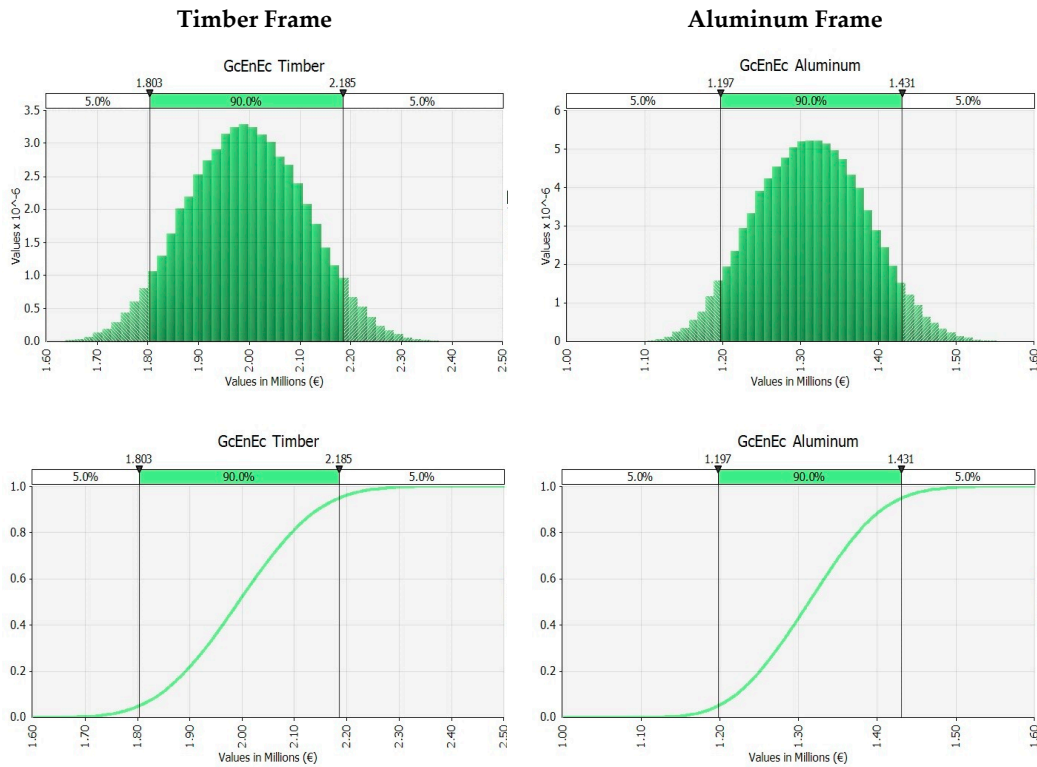 Timber Frame
Aluminum Frame
GcEnEc Timber
1.803 2.185
5.0% 90.0% 5.0%
3.5
3.0
2.5
2.0
1.5
1.0
0.5
0.0
Values x 10^-6
1.60 1.70 1.80 1.90 2.00 2.10 2.20 2.30 2.40 2.50
Values in Millions (€)
GcEnEc Aluminum
1.197 1.431
5.0% 90.0% 5.0%
6
5
4
3
2
1
0
Values x 10^-6
1.00 1.10 1.20 1.30 1.40 1.50 1.60
Values in Millions (€)
GcEnEc Timber
1.803 2.185
5.0% 90.0% 5.0%
1.0
0.8
0.6
0.4
0.2
0.0
1.60 1.70 1.80 1.90 2.00 2.10 2.20 2.30 2.40 2.50
Values in Millions (€)
GcEnEc Aluminum
1.197 1.431
5.0% 90.0% 5.0%
1.0
0.8
0.6
0.4
0.2
0.0
1.00 1.10 1.20 1.30 1.40 1.50 1.60
Values in Millions (€)